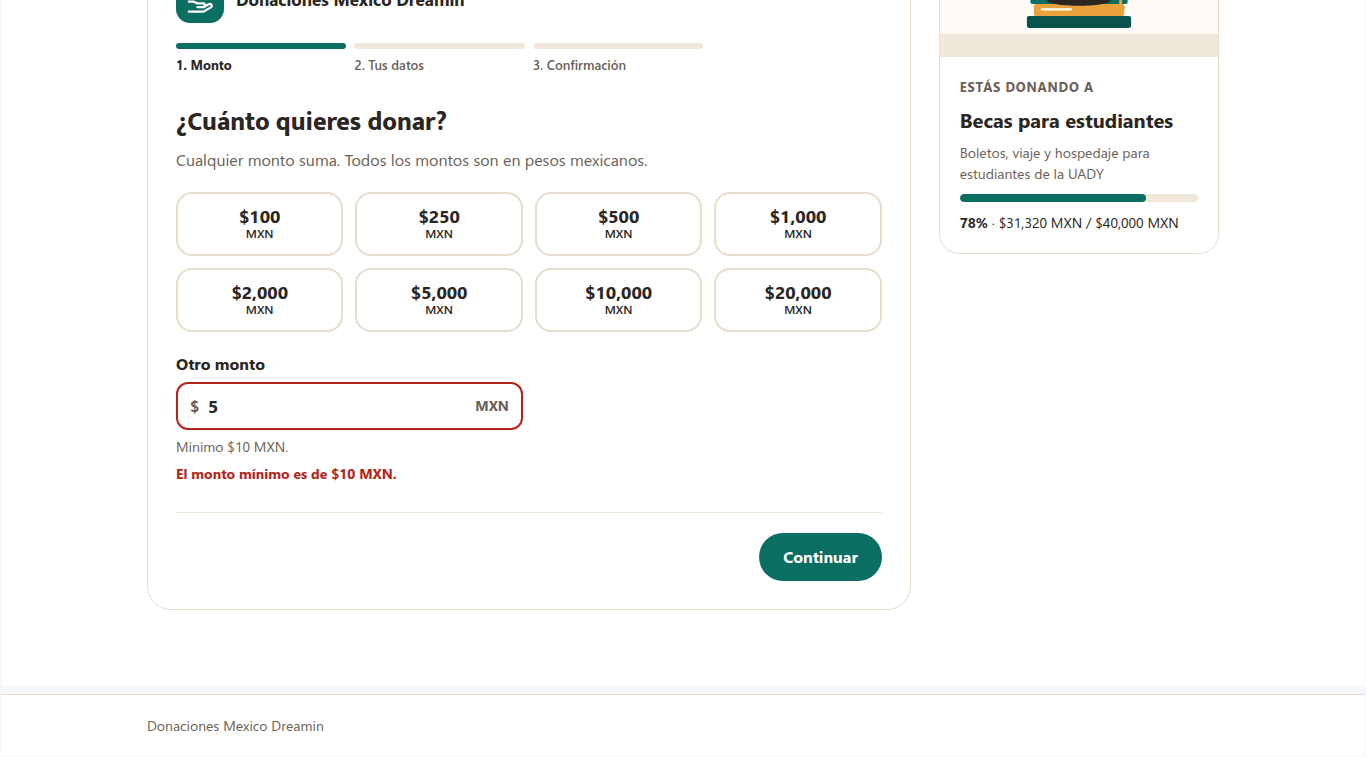 Donaciones Mexico Dreamin
1. Monto
2. Tus datos
3. Confirmación
¿Cuánto quieres donar?
Cualquier monto suma. Todos los montos son en pesos mexicanos.
$100
MXN
$250
MXN
$500
MXN
$1,000
MXN
$2,000
MXN
$5,000
MXN
$10,000
MXN
$20,000
MXN
Otro monto
$ 5 MXN
Mínimo $10 MXN.
El monto mínimo es de $10 MXN.
Continuar
ESTÁS DONANDO A
Becas para estudiantes
Boletos, viaje y hospedaje para
estudiantes de la UADY
78% · $31,320 MXN / $40,000 MXN
Donaciones Mexico Dreamin